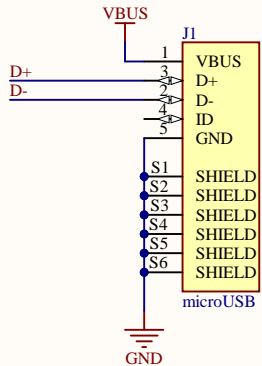 VBUS
J1
1 VBUS
D+ 3 D+
D- 2 D-
4 ID
5 GND
S1 SHIELD
S2 SHIELD
S3 SHIELD
S4 SHIELD
S5 SHIELD
S6 SHIELD
microUSB
GND